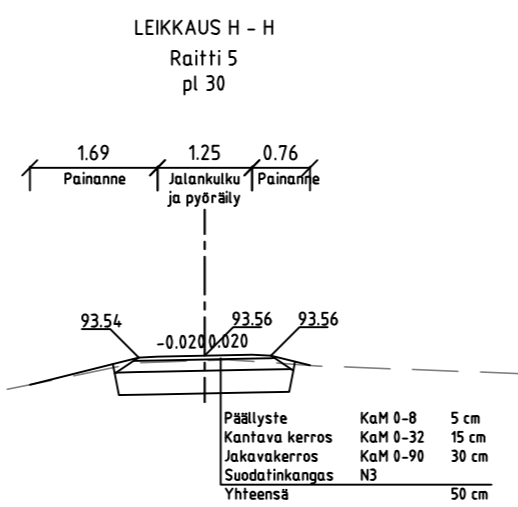 LEIKKAUS H - H
Raitti 5
pl 30
1.69 1.25 0.76
Painanne Jalankulku Painanne
ja pyöräily
93.54 93.56 93.56
-0.020 0.020
Päällyste KaM 0-8 5 cm
Kantava kerros KaM 0-32 15 cm
Jakavakerros KaM 0-90 30 cm
Suodatinkangas N3
Yhteensä 50 cm